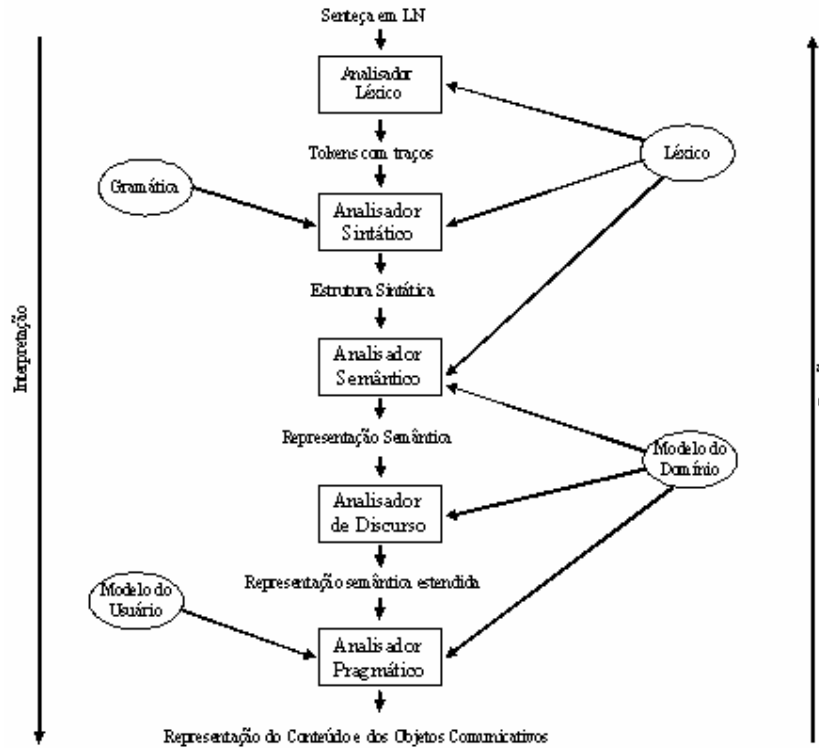 Senteça em LN
Analisador
Léxico
Tokens com traços
Léxico
Gramática
Analisador
Sintático
Estrutura Sintática
Interpretação
Analisador
Semântico
Representação Semântica
Modelo do
Domínio
Analisador
de Discurso
Representação semântica estendida
Modelo do
Usuário
Analisador
Pragmático
Representação do Conteúdo e dos Objetos Comunicativos